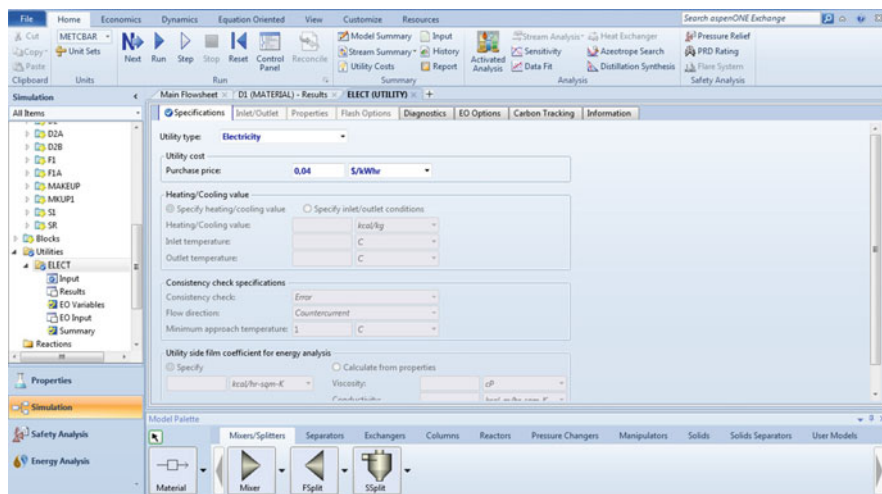 File Home Economics Dynamics Equation Oriented View Customize Resources Search aspenONE Exchange
Cut METCBAR Model Summary Input Stream Analysis Heat Exchanger Pressure Relief
Copy Unit Sets Stream Summary History Sensitivity Azeotrope Search PRD Rating
Paste Next Run Step Stop Reset Control Panel Reconcile Utility Costs Report Activated Analysis Data Fit Distillation Synthesis Flare System
Clipboard Units Run Summary Analysis Safety Analysis
Simulation Main Flowsheet D1 (MATERIAL) - Results ELECT (UTILITY) +
All Items Specifications Inlet/Outlet Properties Flash Options Diagnostics EO Options Carbon Tracking Information
D2A
D2B
F1
F1A
MAKEUP
MKUP1
S1
SR
Blocks
Utilities
ELECT
Input
Results
EO Variables
EO Input
Summary
Reactions
Utility type: Electricity
Utility cost
Purchase price: 0,04 $/kWhr
Heating/Cooling value
Specify heating/cooling value Specify inlet/outlet conditions
Heating/Cooling value: kcal/kg
Inlet temperature: C
Outlet temperature: C
Consistency check specifications
Consistency check: Error
Flow direction: Countercurrent
Minimum approach temperature: 1 C
Utility side film coefficient for energy analysis
Specify Calculate from properties
kcal/hr-sqm-K Viscosity: cP
Properties
Simulation
Safety Analysis
Energy Analysis
Model Palette
Mixers/Splitters Separators Exchangers Columns Reactors Pressure Changers Manipulators Solids Solids Separators User Models
Material Mixer FSplit SSplit